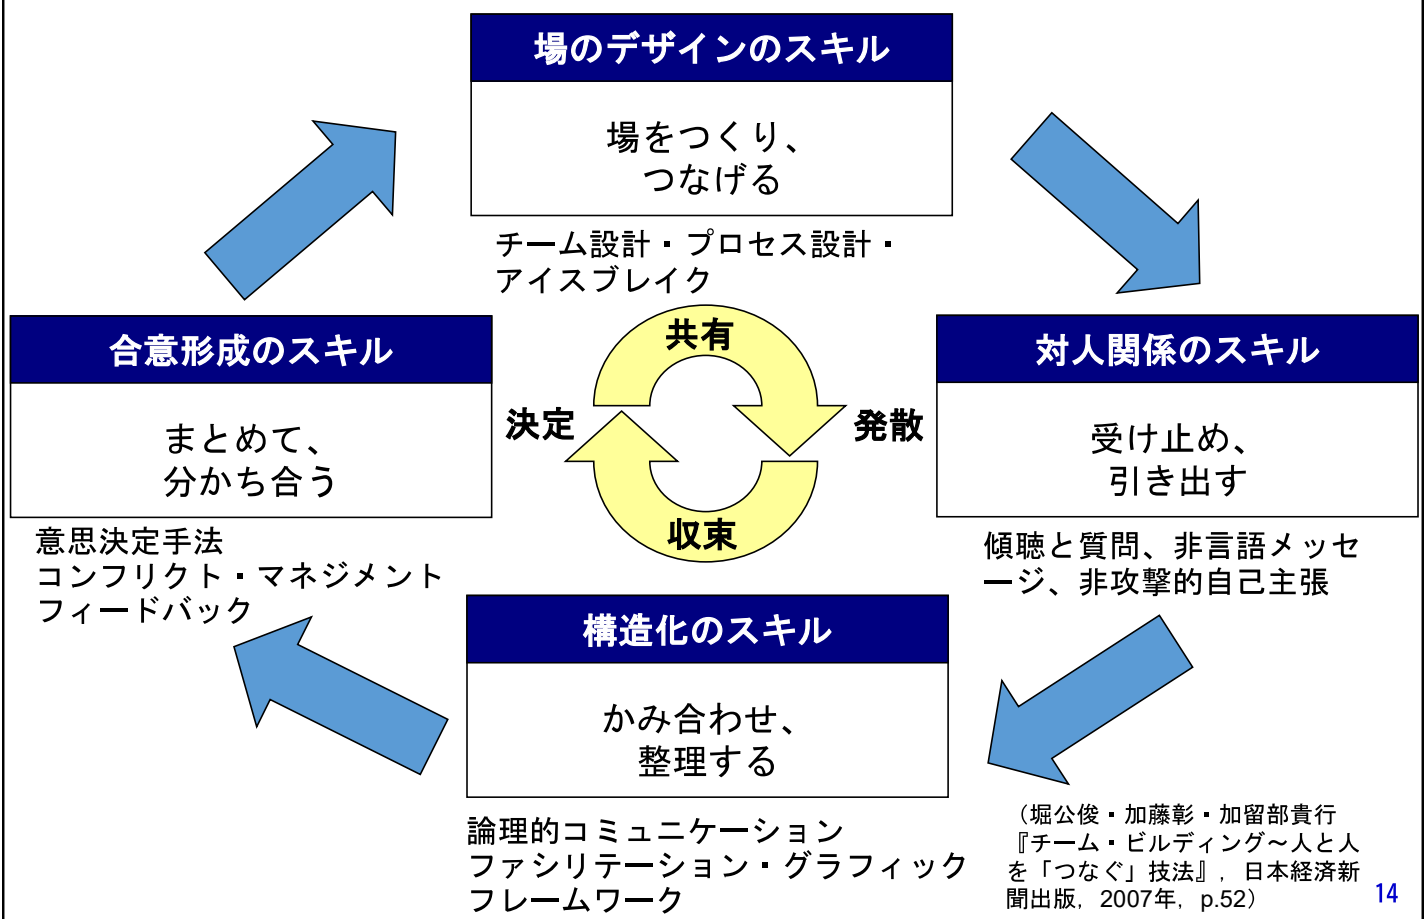 場のデザインのスキル
場をつくり、
つなげる
チーム設計・プロセス設計・
アイスブレイク
共有
合意形成のスキル
対人関係のスキル
決定
発散
まとめて、
分かち合う
受け止め、
引き出す
収束
意思決定手法
コンフリクト・マネジメント
フィードバック
傾聴と質問、非言語メッセ
ージ、非攻撃的自己主張
構造化のスキル
かみ合わせ、
整理する
論理的コミュニケーション
ファシリテーション・グラフィック
フレームワーク
（堀公俊・加藤彰・加留部貴行
『チーム・ビルディング～人と人
を「つなぐ」技法』，日本経済新
聞出版，2007年，p.52）
14